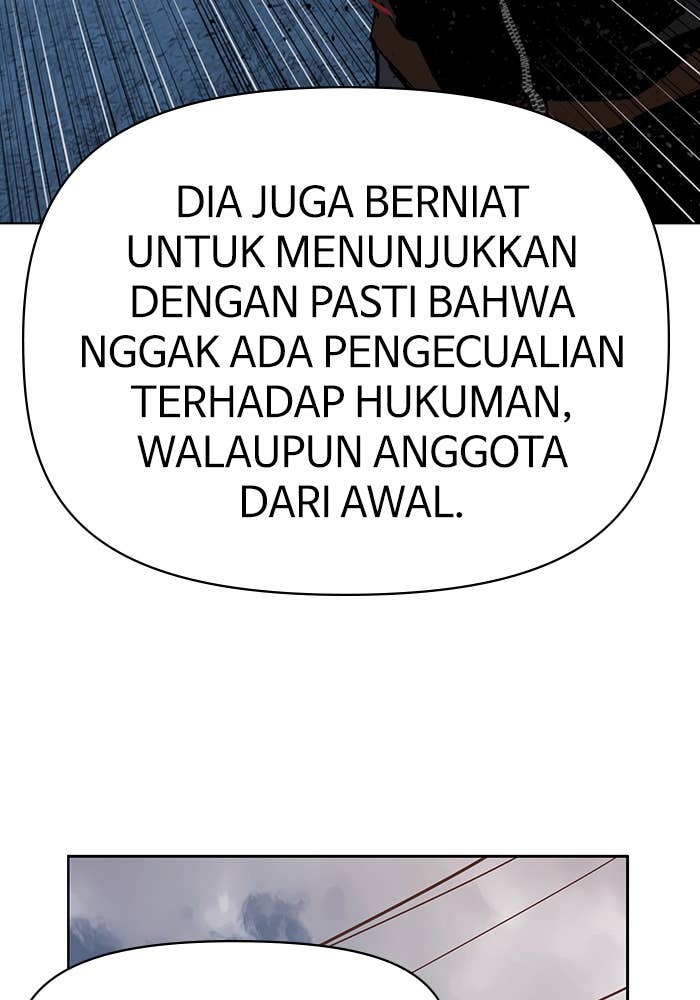 DIA JUGA BERNIAT
UNTUK MENUNJUKKAN
DENGAN PASTI BAHWA
NGGAK ADA PENGECUALIAN
TERHADAP HUKUMAN,
WALAUPUN ANGGOTA
DARI AWAL.